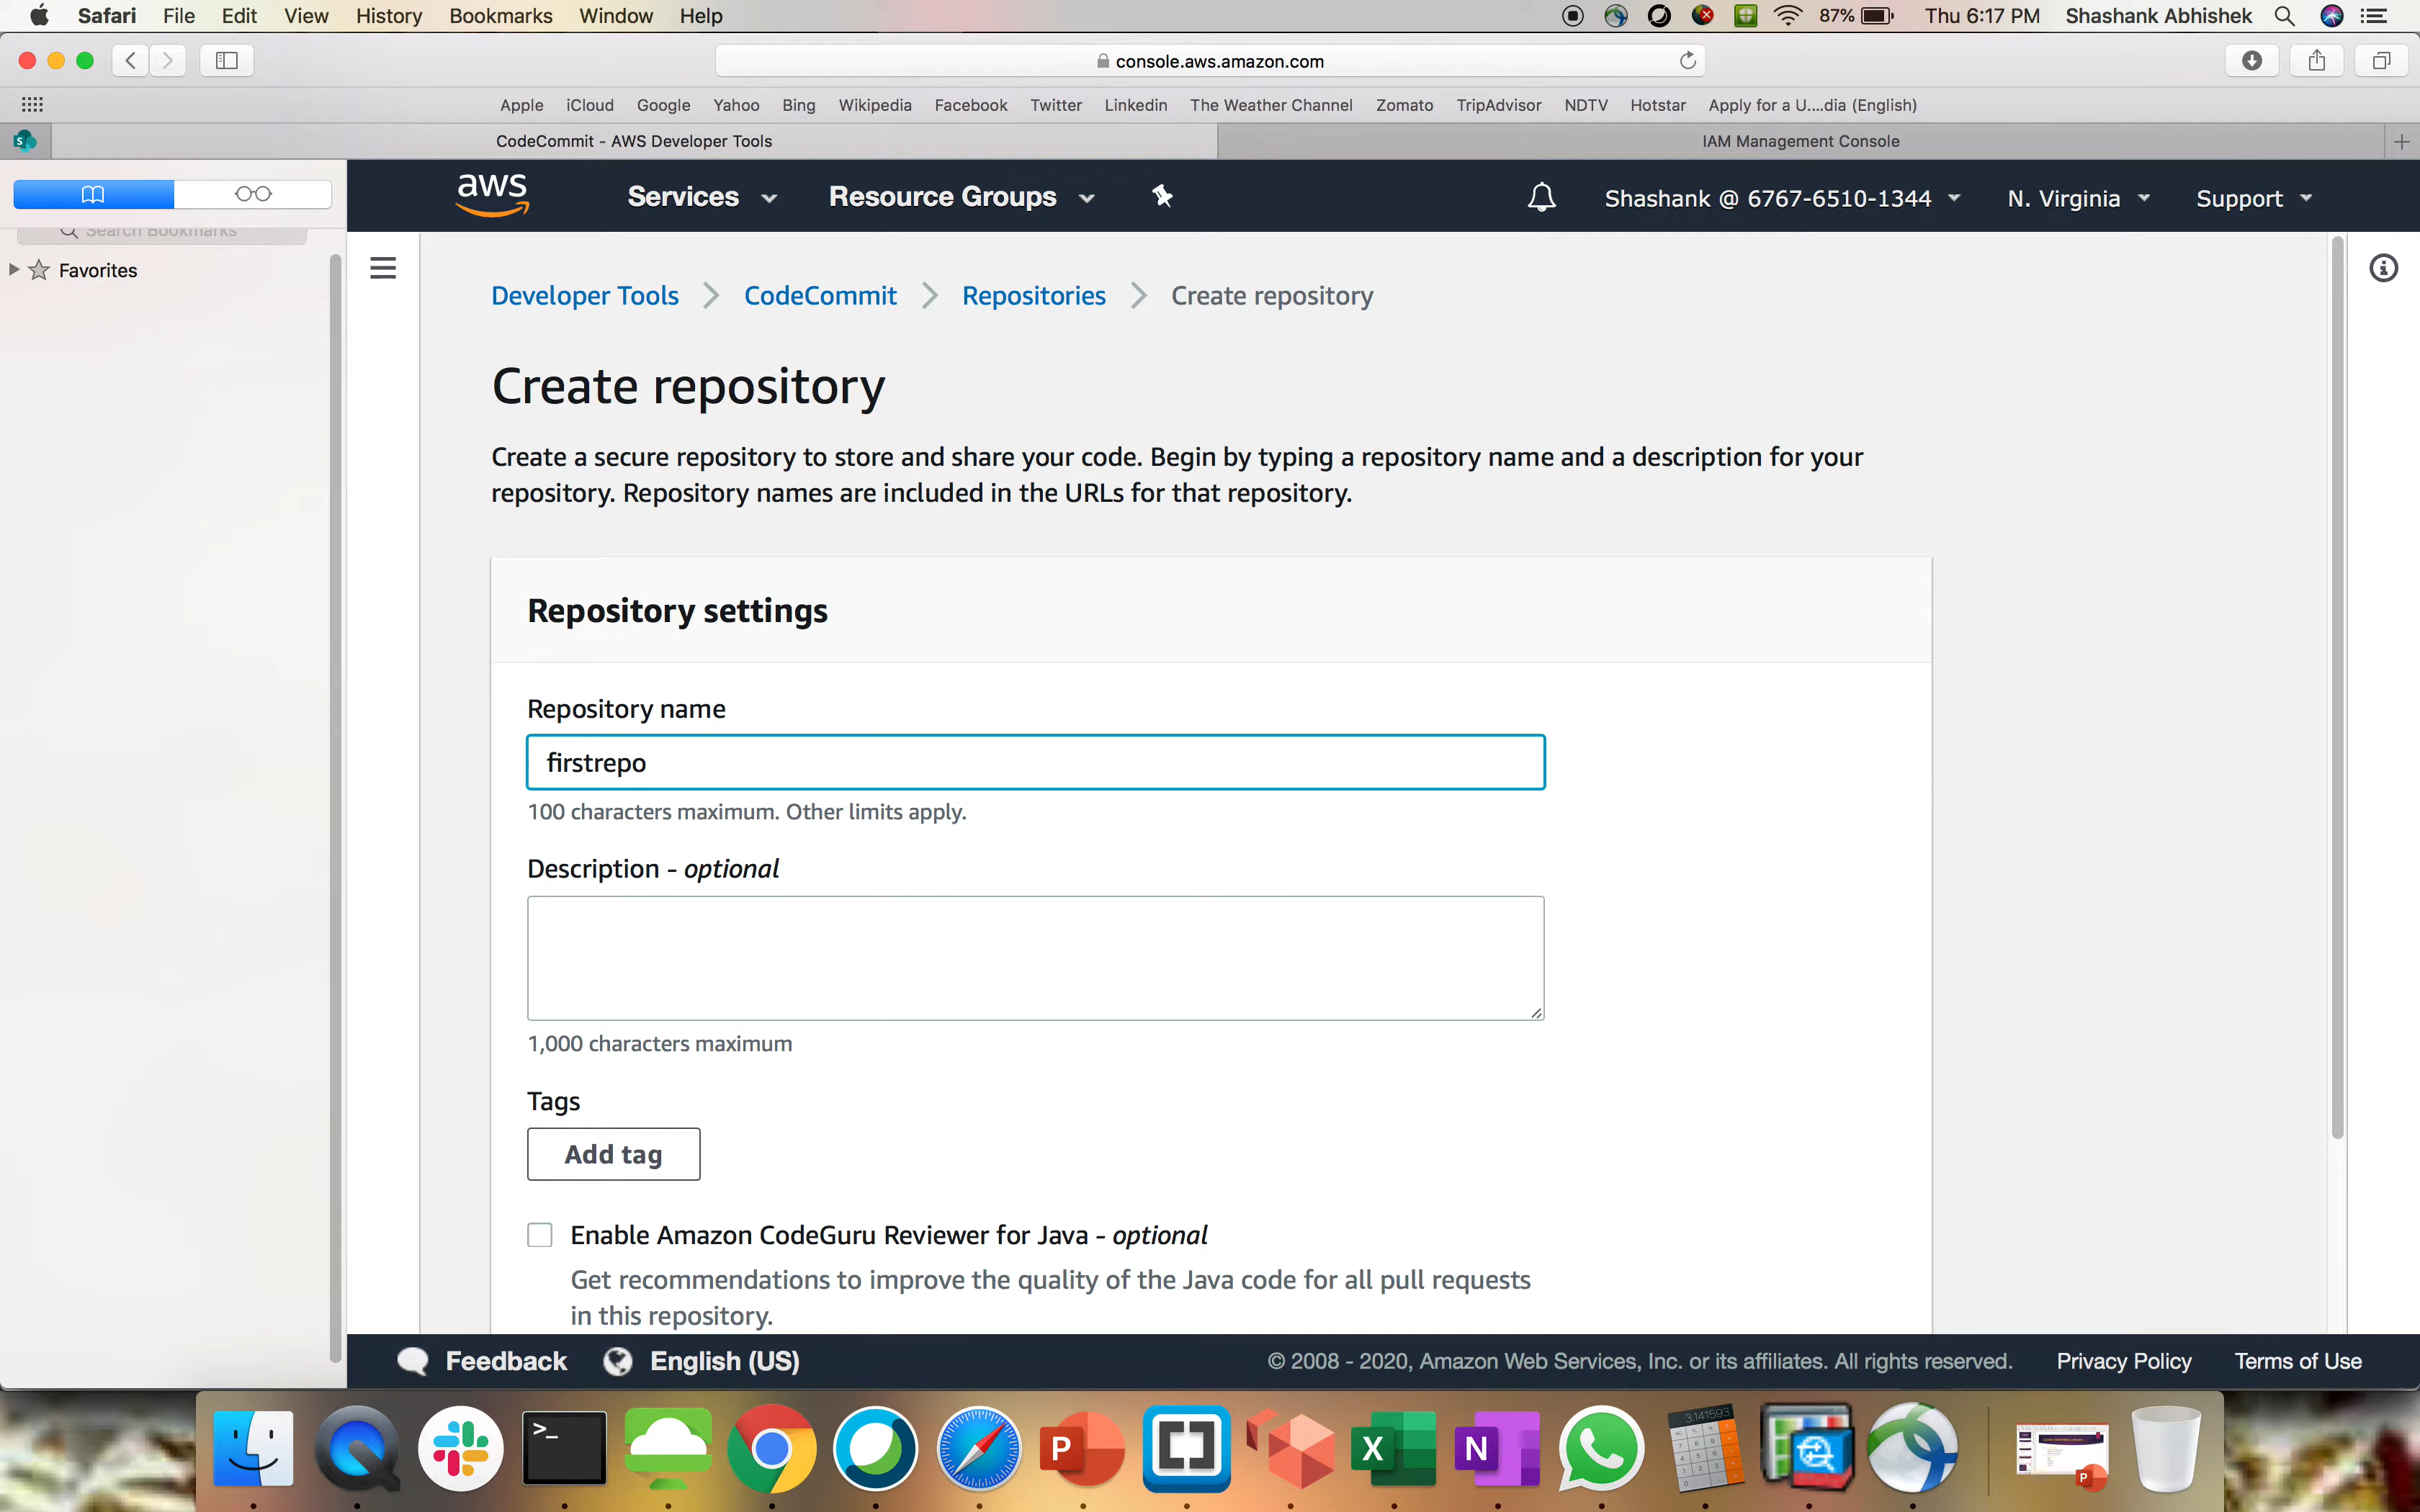 Safari File Edit View History Bookmarks Window Help 87% Thu 6:17 PM Shashank Abhishek
console.aws.amazon.com
Apple iCloud Google Yahoo Bing Wikipedia Facebook Twitter Linkedin The Weather Channel Zomato TripAdvisor NDTV Hotstar Apply for a U....dia (English)
S CodeCommit - AWS Developer Tools IAM Management Console
aws Services Resource Groups Shashank @ 6767-6510-1344 N. Virginia Support
Search Bookmarks
Favorites
Developer Tools CodeCommit Repositories Create repository
Create repository
Create a secure repository to store and share your code. Begin by typing a repository name and a description for your
repository. Repository names are included in the URLs for that repository.
Repository settings
Repository name
firstrepo
100 characters maximum. Other limits apply.
Description - optional
1,000 characters maximum
Tags
Add tag
Enable Amazon CodeGuru Reviewer for Java - optional
Get recommendations to improve the quality of the Java code for all pull requests
in this repository.
Feedback English (US) © 2008 - 2020, Amazon Web Services, Inc. or its affiliates. All rights reserved. Privacy Policy Terms of Use
>_ P X N 3.141593 P